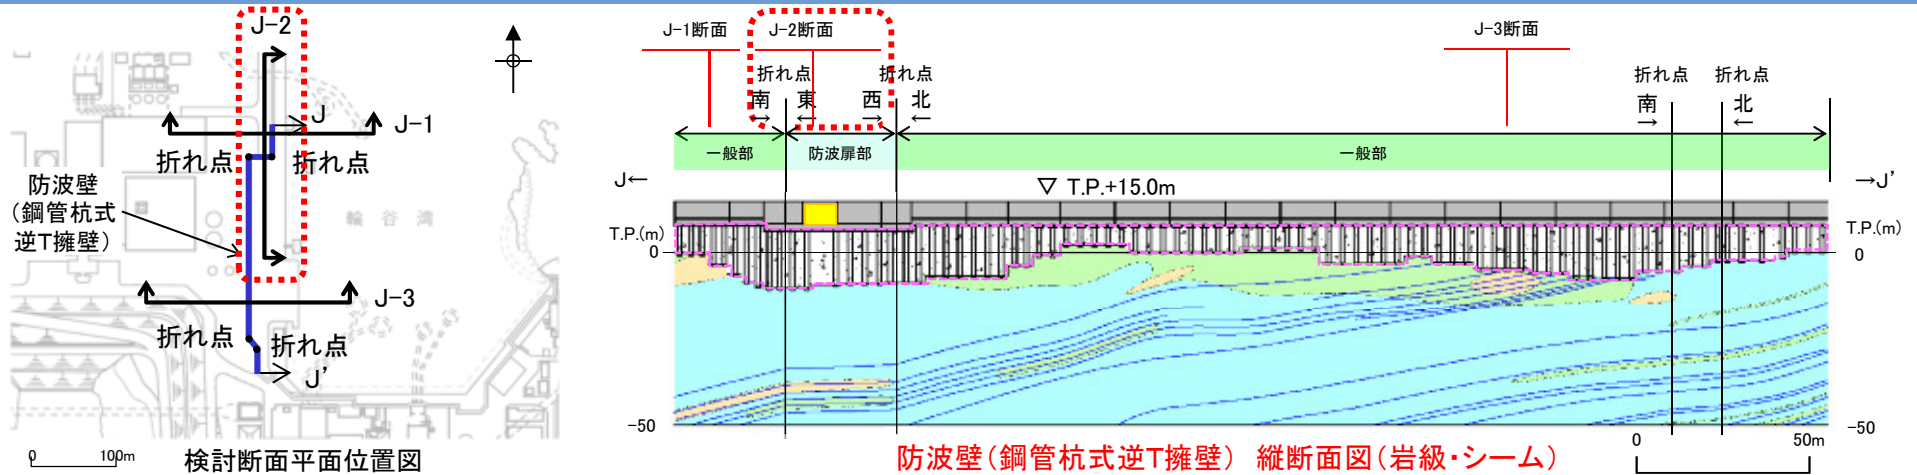 J-2
J
J-1
折れ点
折れ点
防波壁
(鋼管杭式
逆T擁壁)
輪谷湾
J-3
折れ点
折れ点
J'
0
100m
検討断面平面位置図
J-1断面
J-2断面
J-3断面
折れ点
折れ点
折れ点
折れ点
南
→
東
←
西
→
北
←
南
→
北
←
一般部
防波扉部
一般部
J←
▽ T.P.+15.0m
→J'
T.P.(m)
T.P.(m)
0
0
-50
-50
0
50m
防波壁(鋼管杭式逆T擁壁) 縦断面図(岩級・シーム)